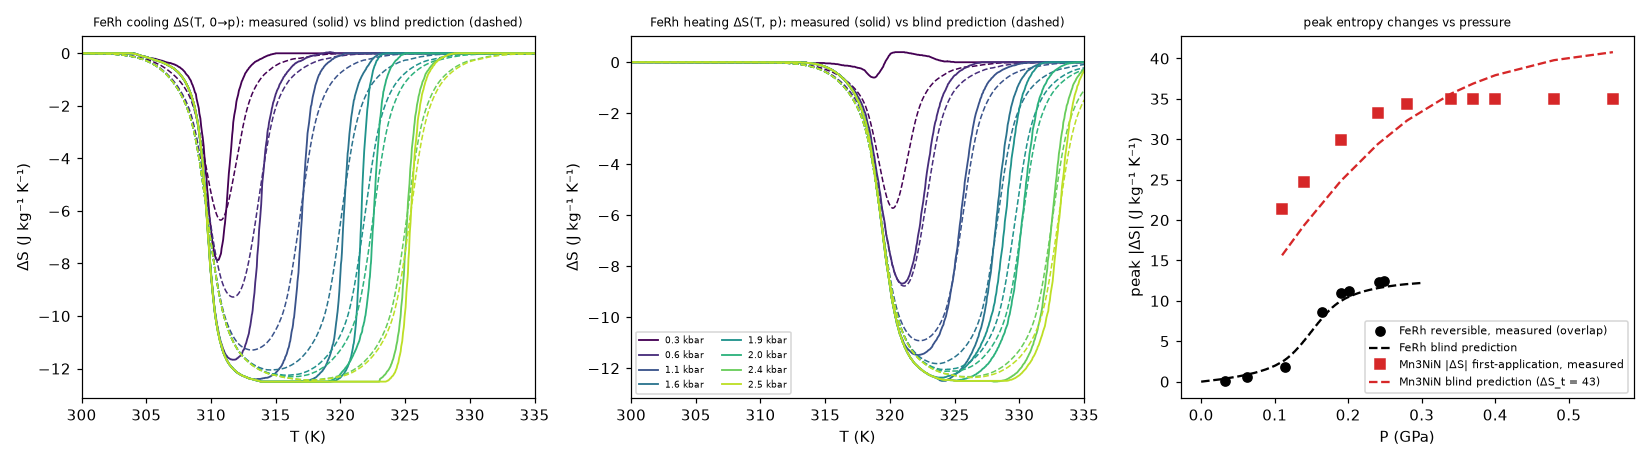 FeRh cooling ΔS(T, 0→p): measured (solid) vs blind prediction (dashed)
ΔS (J kg⁻¹ K⁻¹)
0
−2
−4
−6
−8
−10
−12
300
305
310
315
320
325
330
335
T (K)
FeRh heating ΔS(T, p): measured (solid) vs blind prediction (dashed)
ΔS (J kg⁻¹ K⁻¹)
0
−2
−4
−6
−8
−10
−12
0.3 kbar
0.6 kbar
1.1 kbar
1.6 kbar
1.9 kbar
2.0 kbar
2.4 kbar
2.5 kbar
300
305
310
315
320
325
330
335
T (K)
peak entropy changes vs pressure
peak |ΔS| (J kg⁻¹ K⁻¹)
40
35
30
25
20
15
10
5
0
FeRh reversible, measured (overlap)
FeRh blind prediction
Mn3NiN |ΔS| first-application, measured
Mn3NiN blind prediction (ΔS_t = 43)
0.0
0.1
0.2
0.3
0.4
0.5
P (GPa)